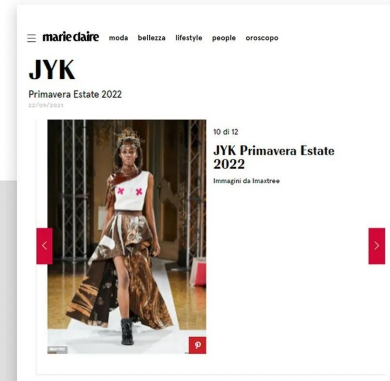 marie claire moda bellezza lifestyle people oroscopo
JYK
Primavera Estate 2022
22/09/2021
10 di 12
JYK Primavera Estate
2022
Immagini da Imaxtree